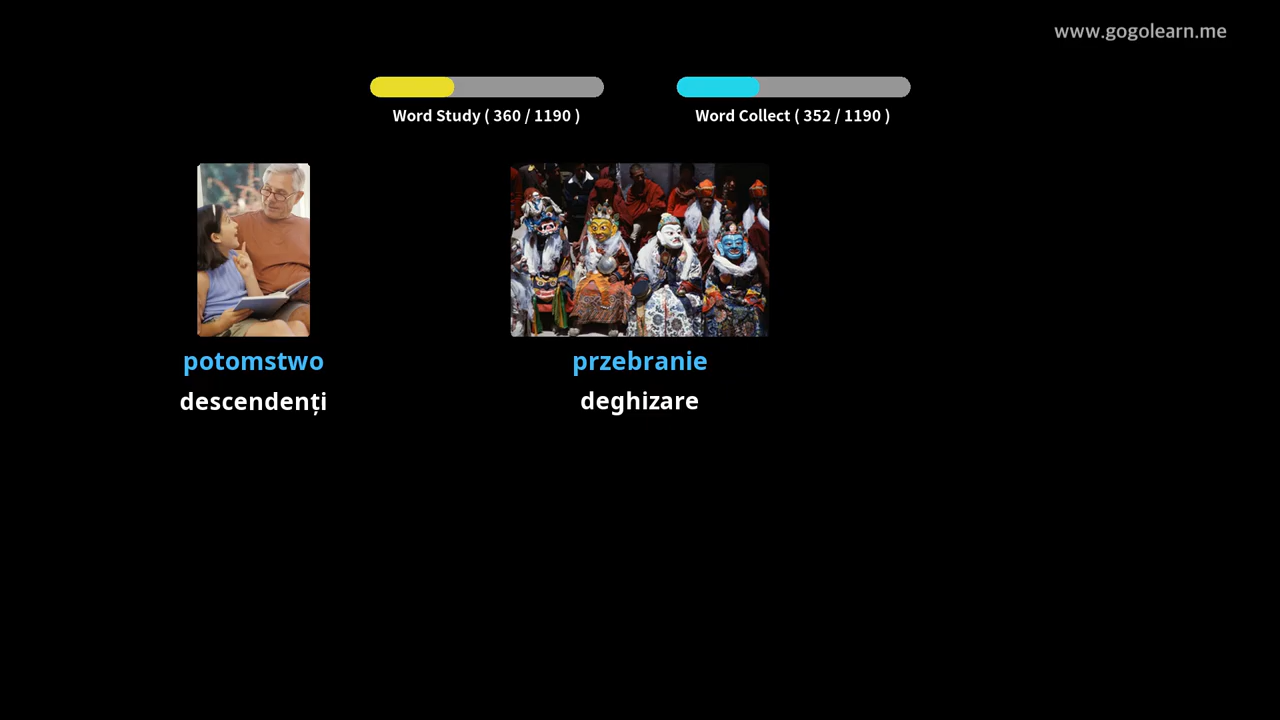 www.gogolearn.me
Word Study ( 360 / 1190 )
Word Collect ( 352 / 1190 )
potomstwo
descendenți
przebranie
deghizare